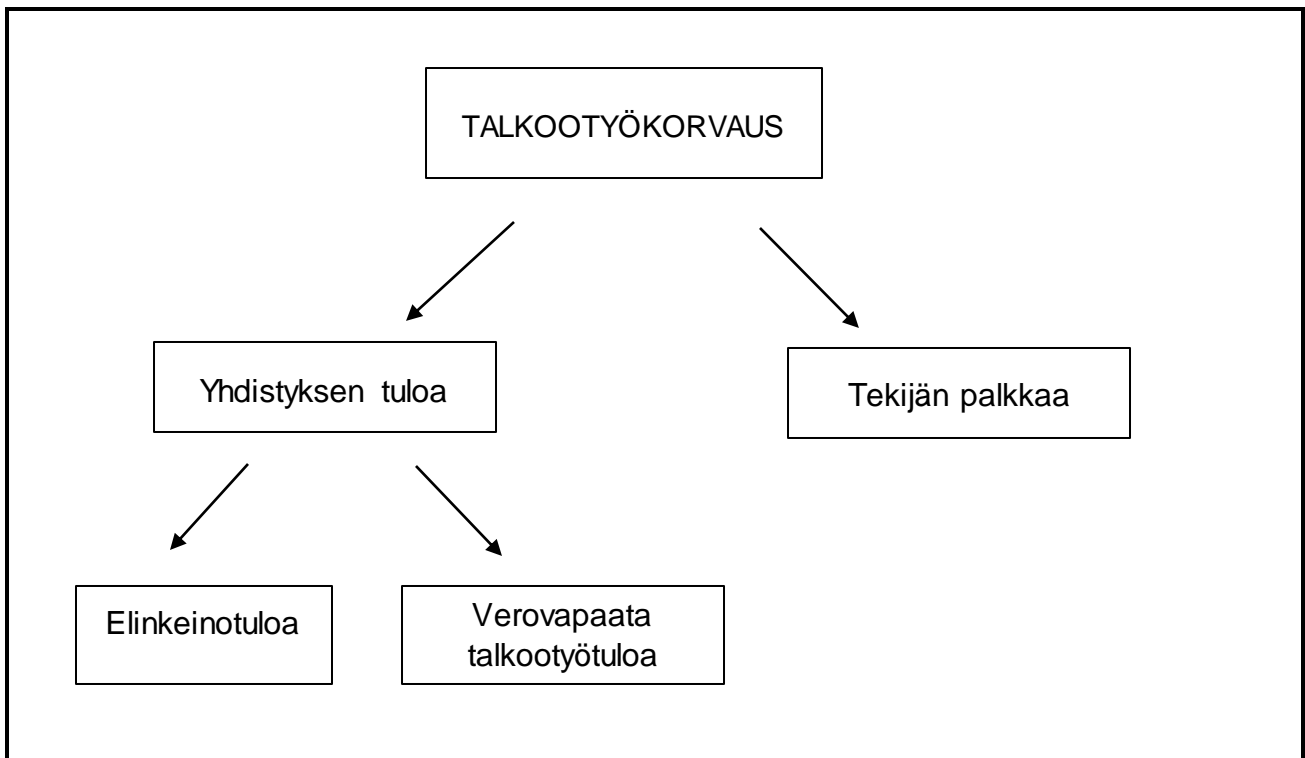 TALKOOTYÖKORVAUS
Yhdistyksen tuloa
Tekijän palkkaa
Elinkeinotuloa
Verovapaata
talkootyötuloa